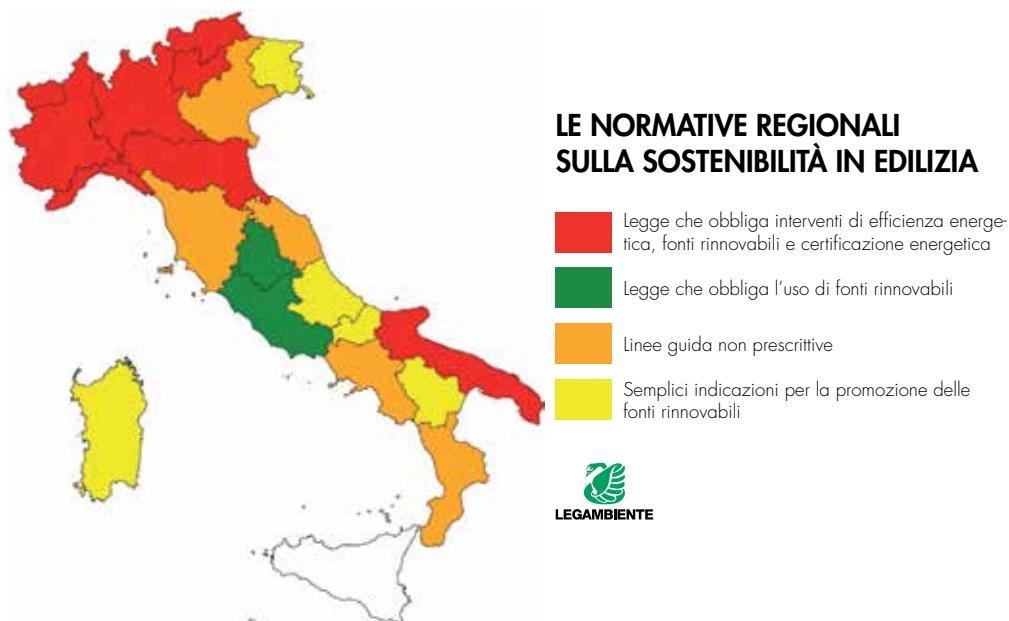 LE NORMATIVE REGIONALI
SULLA SOSTENIBILITÀ IN EDILIZIA
Legge che obbliga interventi di efficienza energe-
tica, fonti rinnovabili e certificazione energetica
Legge che obbliga l'uso di fonti rinnovabili
Linee guida non prescrittive
Semplici indicazioni per la promozione delle
fonti rinnovabili
LEGAMBIENTE